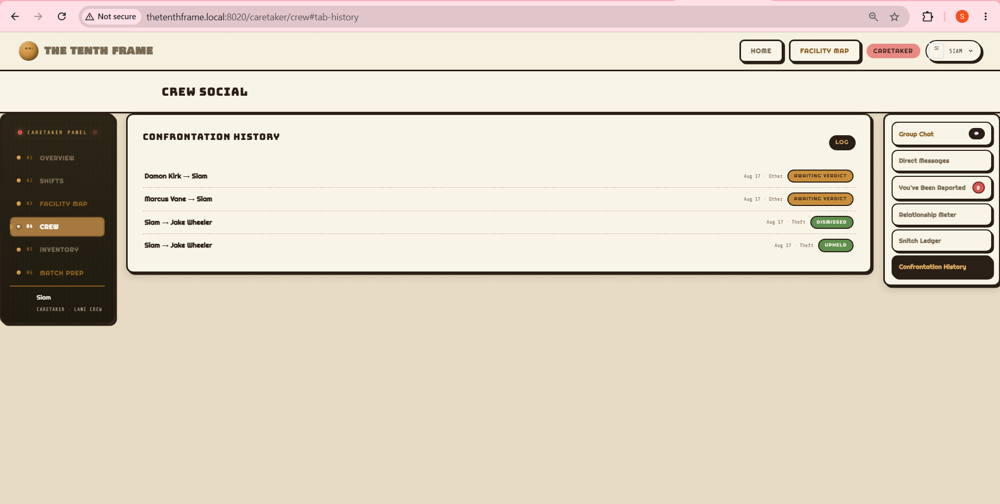 Not secure
thetenthframe.local:8020/caretaker/crew#tab-history
S
THE TENTH FRAME
HOME
FACILITY MAP
CARETAKER
SI
SIAM
CREW SOCIAL
CARETAKER PANEL
01 OVERVIEW
02 SHIFTS
03 FACILITY MAP
04 CREW
05 INVENTORY
06 MATCH PREP
Siam
CARETAKER · LANE CREW
CONFRONTATION HISTORY
LOG
Damon Kirk → Siam Aug 17 · Other AWAITING VERDICT
Marcus Vane → Siam Aug 17 · Other AWAITING VERDICT
Siam → Jake Wheeler Aug 17 · Theft DISMISSED
Siam → Jake Wheeler Aug 17 · Theft UPHELD
Group Chat
Direct Messages
You've Been Reported 2
Relationship Meter
Snitch Ledger
Confrontation History